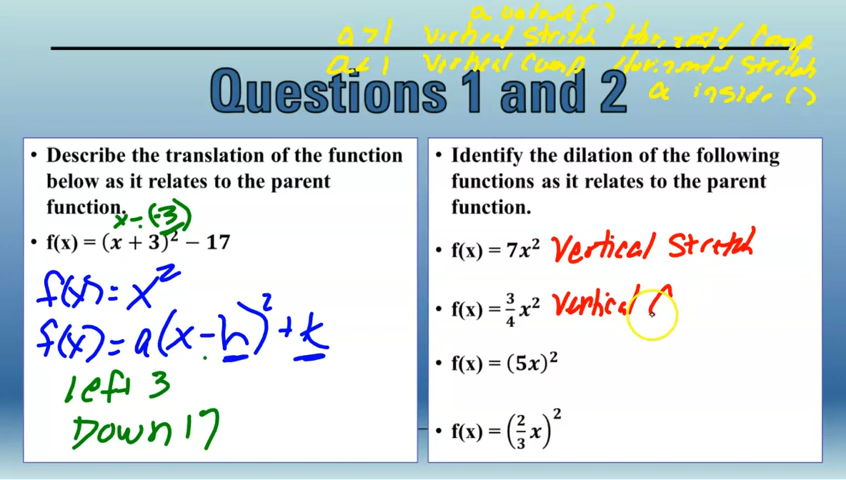 a outside ( )
a > 1 Vertical Stretch Horizontal Comp
a < 1 Vertical Comp Horizontal Stretch
a inside ( )
Questions 1 and 2
• Describe the translation of the function
below as it relates to the parent
function.
x - (-3)
• f(x) = (x + 3)² − 17
f(x) = x²
f(x) = a(x - h)² + k
left 3
Down 17
• Identify the dilation of the following
functions as it relates to the parent
function.
• f(x) = 7x² Vertical Stretch
• f(x) = 3/4 x² Vertical C
• f(x) = (5x)²
• f(x) = (2/3 x)²